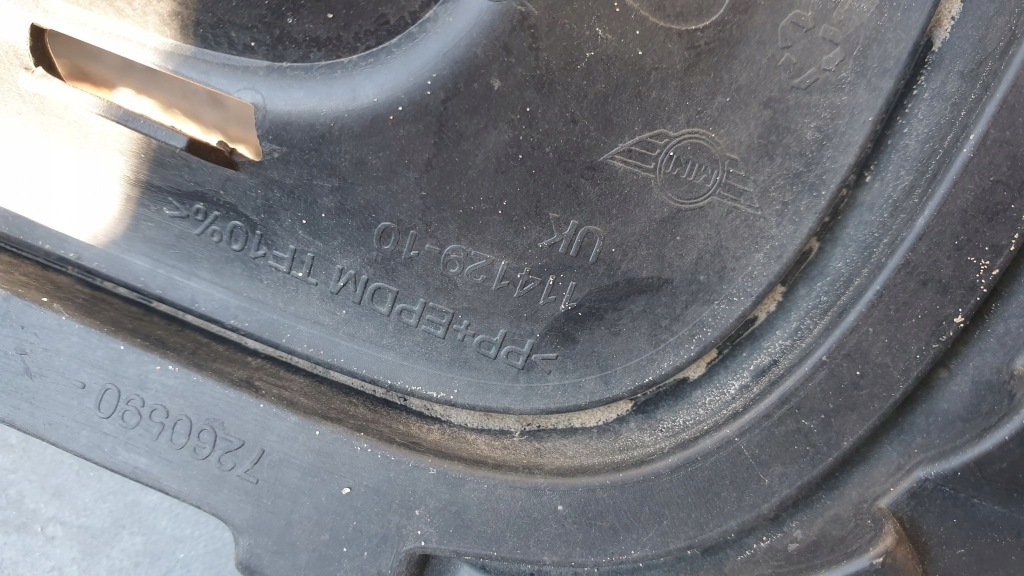 MINI
UK
114129-10
>PP+EPDM TF10%<
7260590-